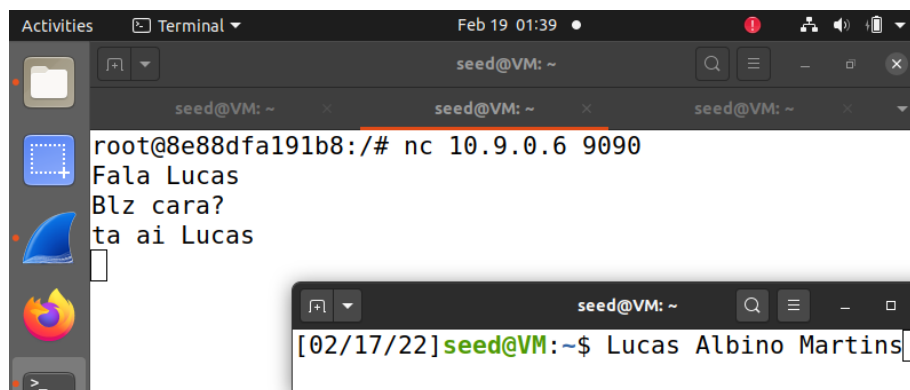 Activities Terminal Feb 19 01:39
seed@VM: ~
seed@VM: ~ seed@VM: ~ seed@VM: ~
root@8e88dfa191b8:/# nc 10.9.0.6 9090
Fala Lucas
Blz cara?
ta ai Lucas
seed@VM: ~
[02/17/22]seed@VM:~$ Lucas Albino Martins